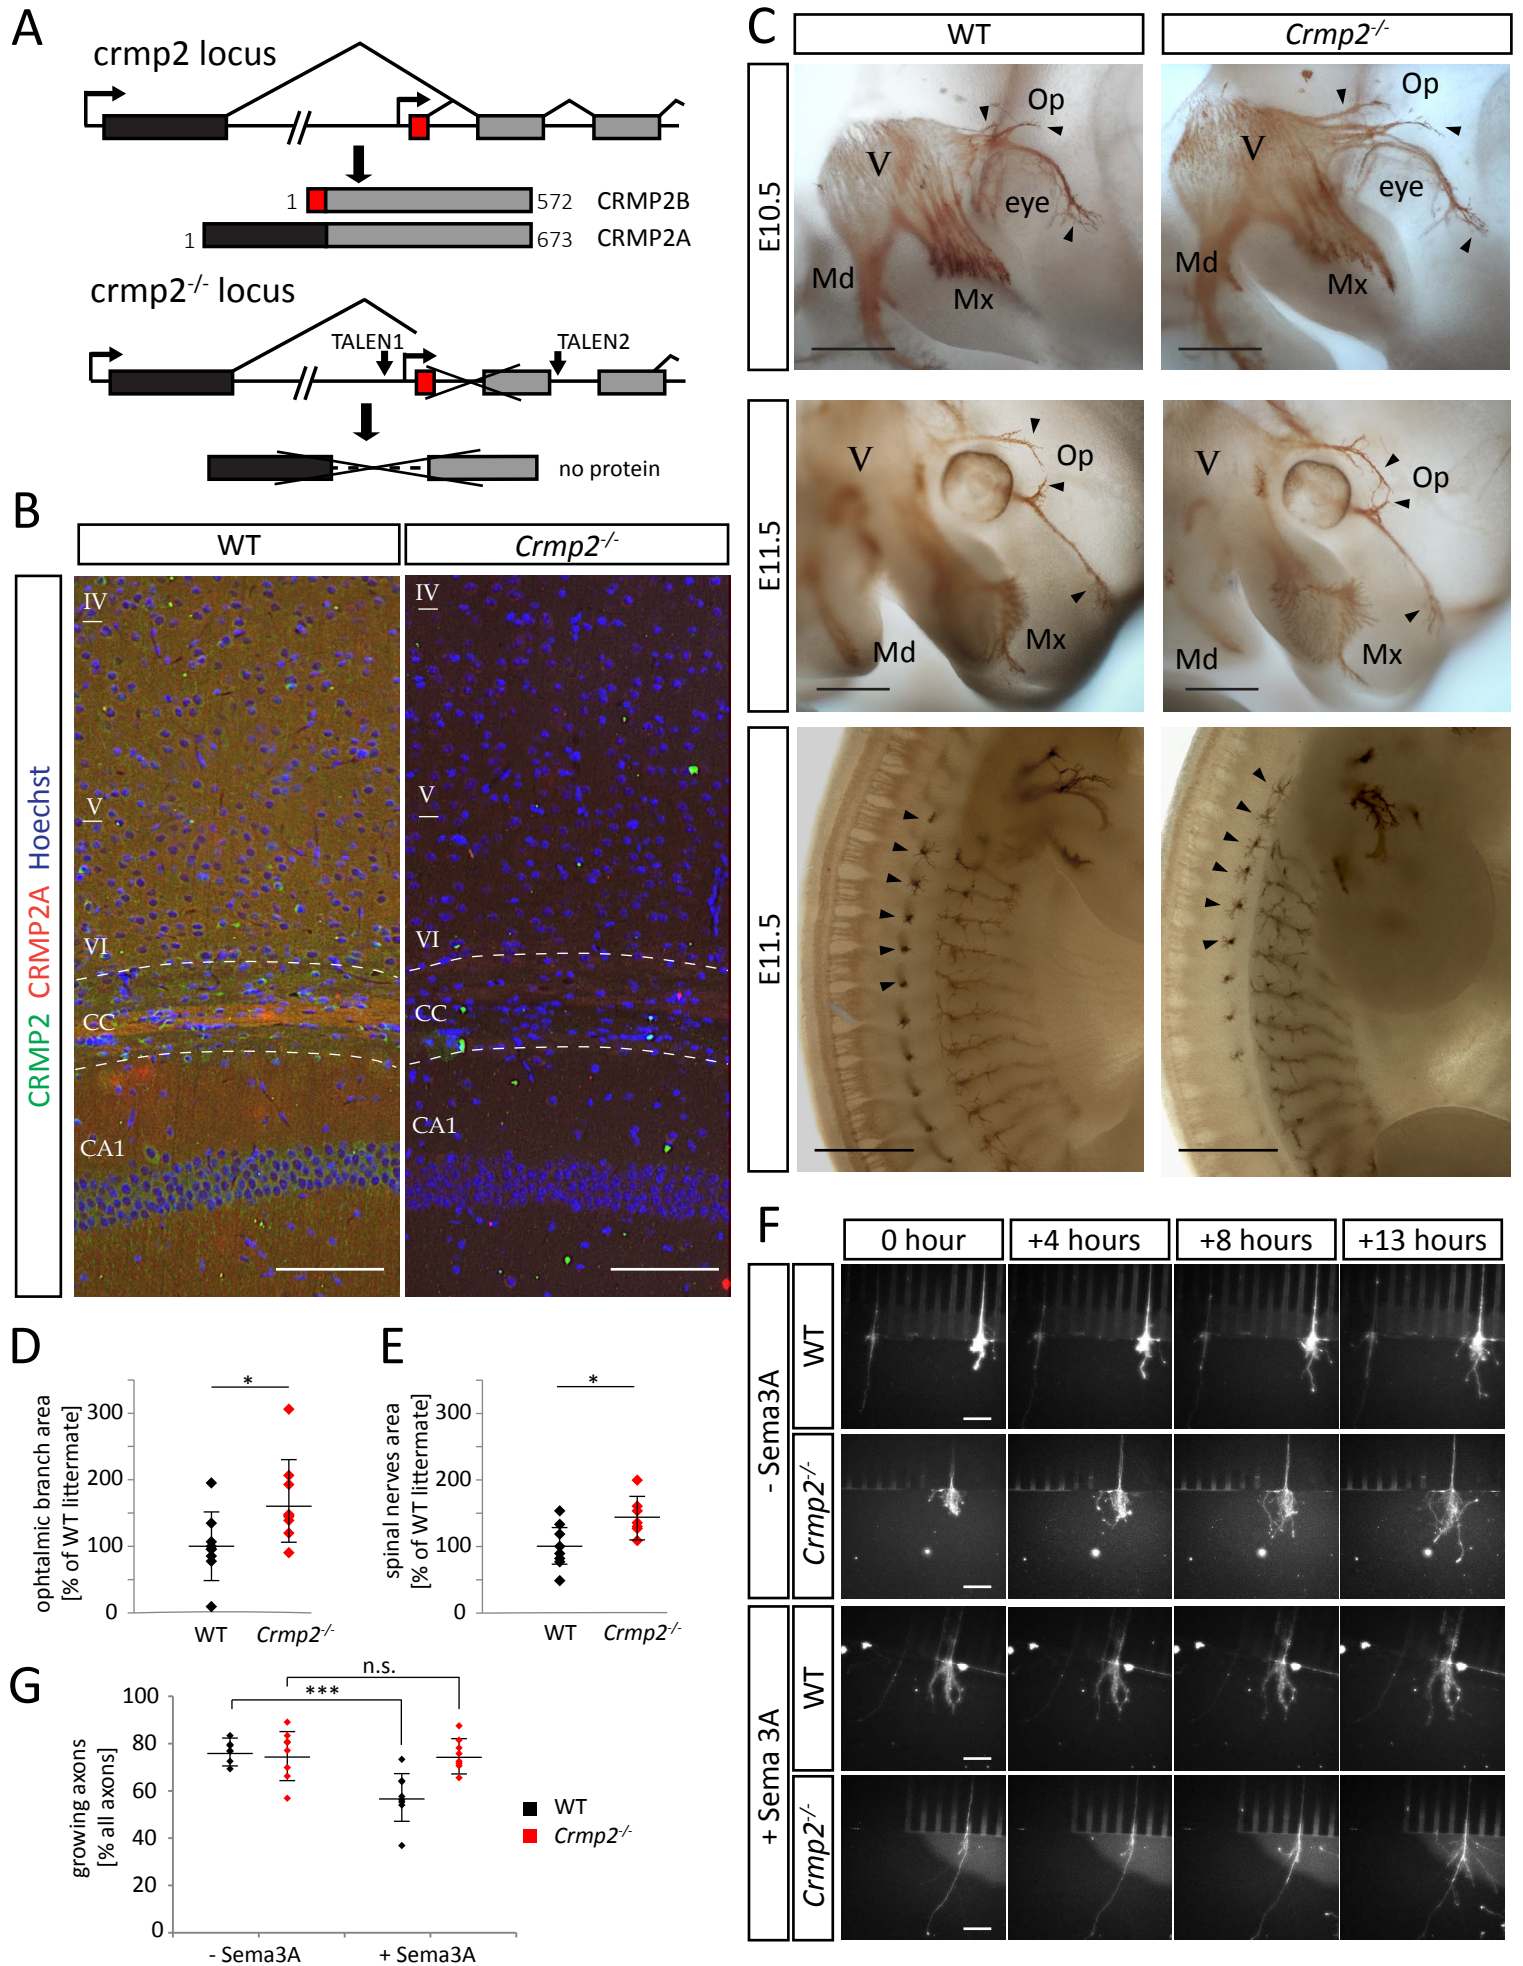 A
crmp2 locus
1 572 CRMP2B
1 673 CRMP2A
crmp2-/- locus
TALEN1 TALEN2
no protein
B
WT Crmp2-/-
CRMP2 CRMP2A Hoechst
IV IV
V V
VI VI
CC CC
CA1 CA1
C
WT Crmp2-/-
E10.5
V Op eye Md Mx
V Op eye Md Mx
E11.5
V Op Md Mx
V Op Md Mx
E11.5
D
ophtalmic branch area
[% of WT littermate]
300
200
100
0
*
WT Crmp2-/-
E
spinal nerves area
[% of WT littermate]
300
200
100
0
*
WT Crmp2-/-
F
0 hour +4 hours +8 hours +13 hours
- Sema3A
WT
Crmp2-/-
+ Sema 3A
WT
Crmp2-/-
G
growing axons
[% all axons]
100
80
60
40
20
0
***
n.s.
- Sema3A + Sema3A
WT
Crmp2-/-